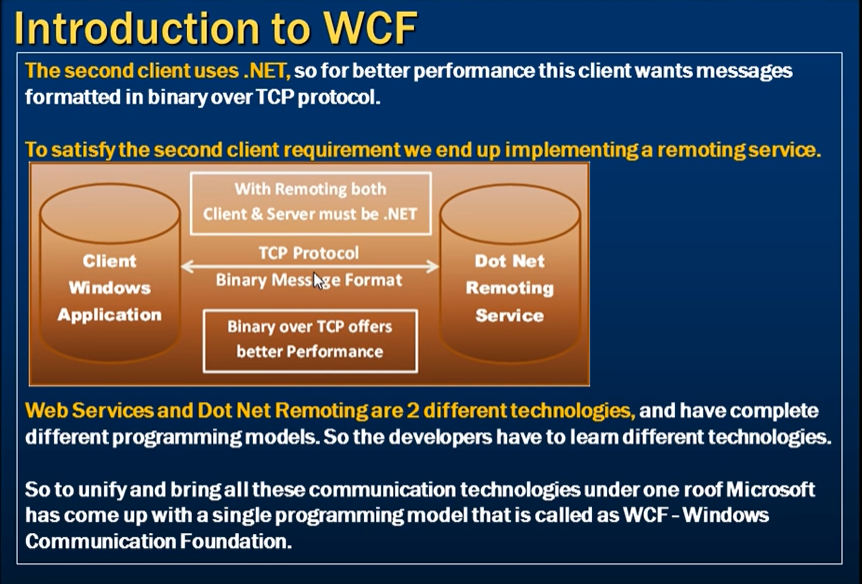 Introduction to WCF
The second client uses .NET, so for better performance this client wants messages
formatted in binary over TCP protocol.
To satisfy the second client requirement we end up implementing a remoting service.
With Remoting both
Client & Server must be .NET
Client
Windows
Application
TCP Protocol
Binary Message Format
Dot Net
Remoting
Service
Binary over TCP offers
better Performance
Web Services and Dot Net Remoting are 2 different technologies, and have complete
different programming models. So the developers have to learn different technologies.
So to unify and bring all these communication technologies under one roof Microsoft
has come up with a single programming model that is called as WCF - Windows
Communication Foundation.